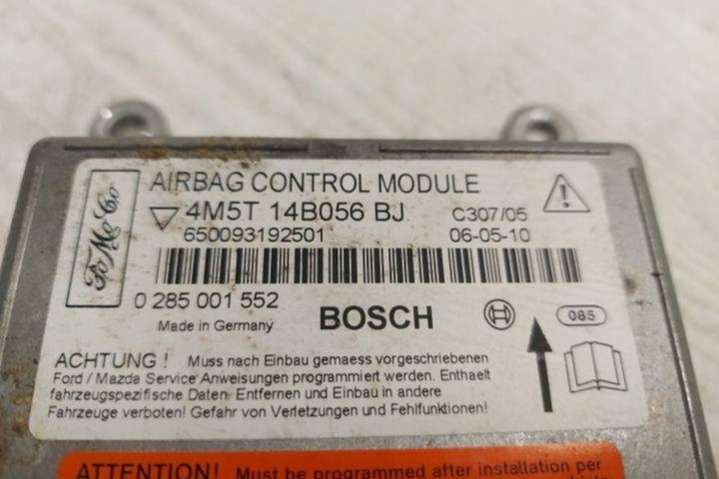 FoMoCo
AIRBAG CONTROL MODULE
4M5T 14B056 BJ C307/05
650093192501 06-05-10
0 285 001 552
Made in Germany BOSCH 085
ACHTUNG! Muss nach Einbau gemaess vorgeschriebenen
Ford / Mazda Service Anweisungen programmiert werden. Enthaelt
fahrzeugspezifische Daten. Entfernen und Einbau in andere
Fahrzeuge verboten! Gefahr von Verletzungen und Fehlfunktionen!
ATTENTION! Must be programmed after installation per